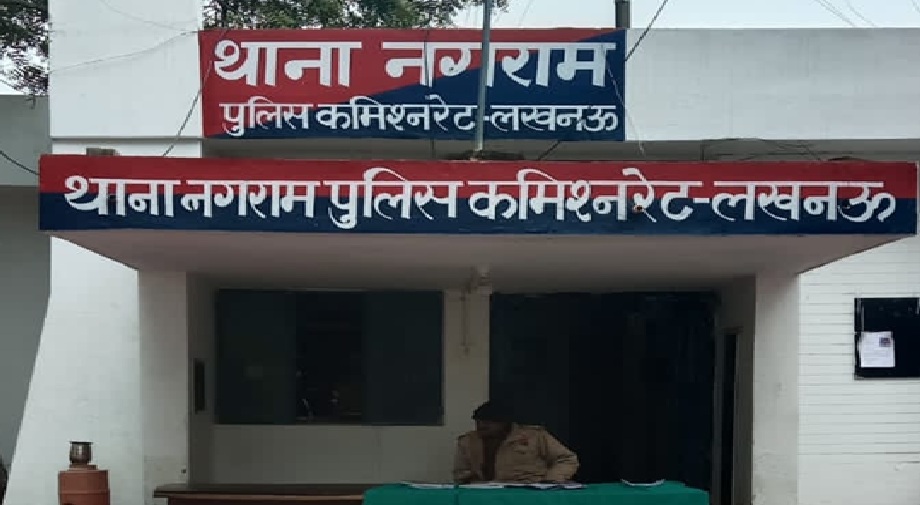 थाना नगराम
पुलिस कमिश्नरेट-लखनऊ
थाना नगराम पुलिस कमिश्नरेट-लखनऊ